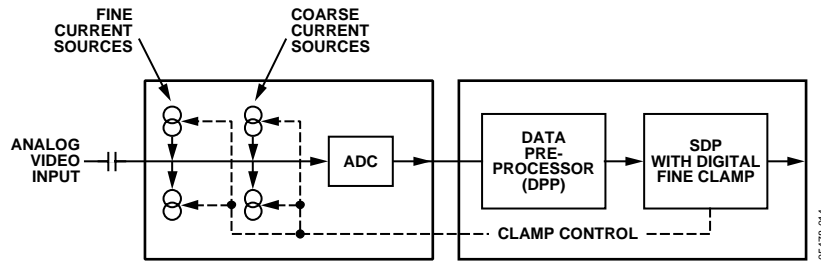 FINE
CURRENT
SOURCES
COARSE
CURRENT
SOURCES
ANALOG
VIDEO
INPUT
ADC
DATA
PRE-
PROCESSOR
(DPP)
SDP
WITH DIGITAL
FINE CLAMP
CLAMP CONTROL